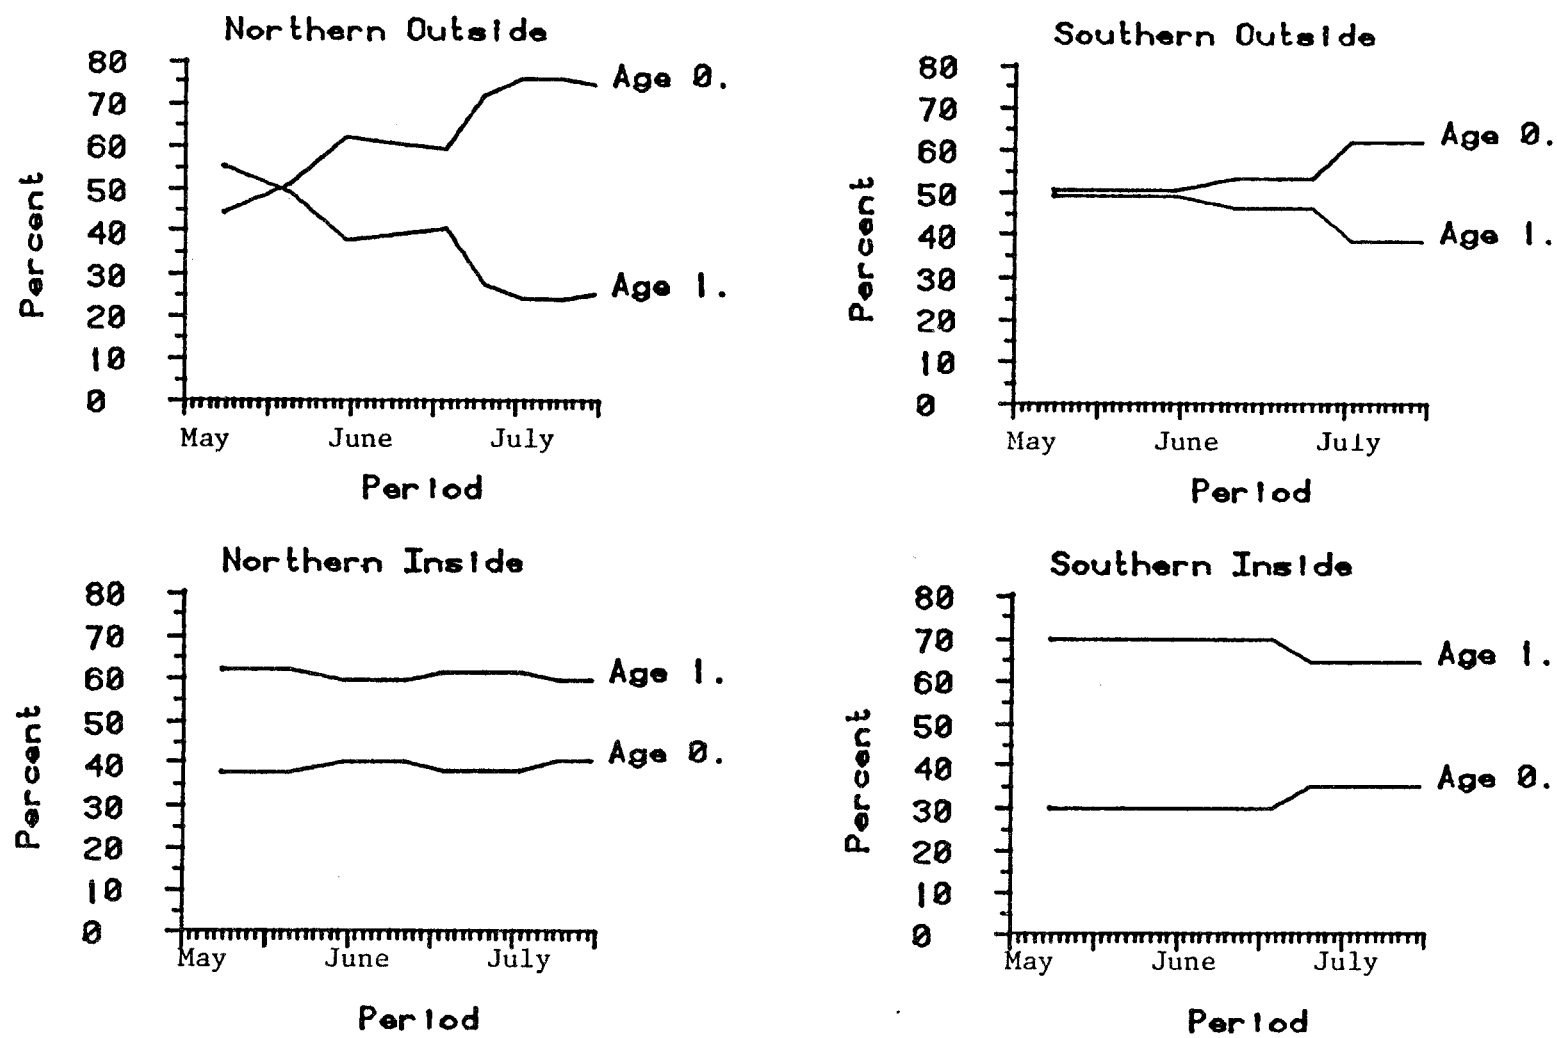 Northern Outside
80
70
60
50
40
30
20
10
0
Percent
Age 0.
Age 1.
May June July
Period
Southern Outside
80
70
60
50
40
30
20
10
0
Percent
Age 0.
Age 1.
May June July
Period
Northern Inside
80
70
60
50
40
30
20
10
0
Percent
Age 1.
Age 0.
May June July
Period
Southern Inside
80
70
60
50
40
30
20
10
0
Percent
Age 1.
Age 0.
May June July
Period